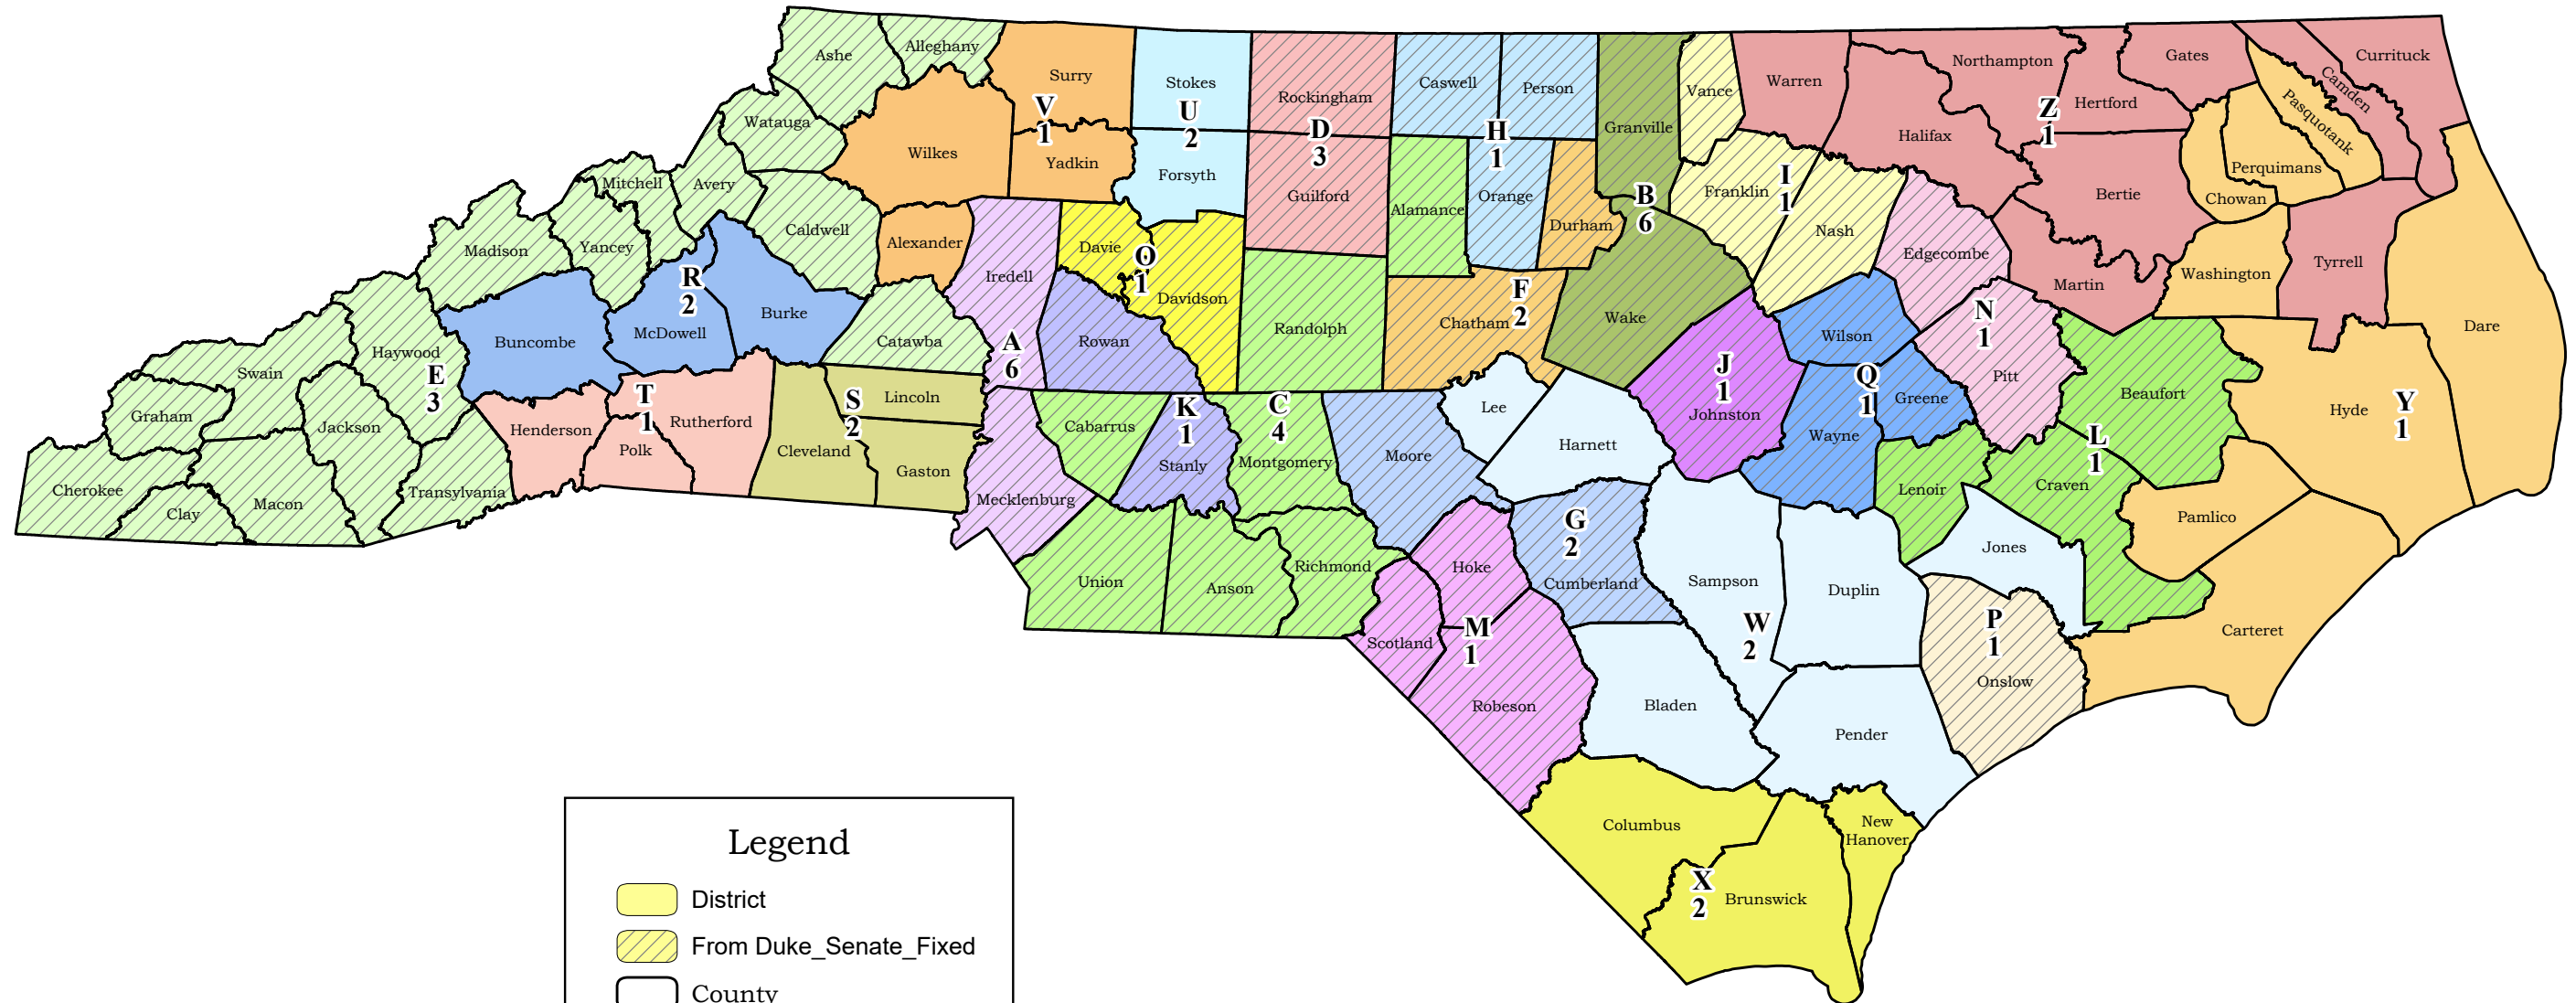 Ashe
Alleghany
Surry
V
1
Stokes
U
2
Rockingham
D
3
Caswell
Person
H
1
Granville
Vance
Warren
Northampton
Gates
Currituck
Camden
Pasquotank
Hertford
Z
1
Halifax
Watauga
Wilkes
Yadkin
Forsyth
Guilford
Alamance
Orange
Durham
B
6
Franklin
I
1
Nash
Bertie
Perquimans
Chowan
Mitchell
Avery
Madison
Yancey
Caldwell
Alexander
Iredell
Davie
O
1
Davidson
Edgecombe
Martin
Washington
Tyrrell
Dare
R
2
Buncombe
McDowell
Burke
Catawba
A
6
Rowan
Randolph
Chatham
F
2
Wake
Wilson
N
1
Pitt
Haywood
E
3
Swain
Graham
Jackson
T
1
Rutherford
Henderson
Polk
S
2
Lincoln
Cleveland
Gaston
Cabarrus
K
1
Stanly
C
4
Montgomery
Moore
Lee
Harnett
J
1
Johnston
Q
1
Greene
Wayne
Beaufort
Hyde
Y
1
L
1
Craven
Lenoir
Pamlico
Cherokee
Clay
Macon
Transylvania
Mecklenburg
Union
Anson
Richmond
Hoke
G
2
Cumberland
Sampson
Duplin
Jones
Carteret
Scotland
M
1
Robeson
W
2
P
1
Onslow
Bladen
Pender
Columbus
New
Hanover
X
2
Brunswick
Legend
District
From Duke_Senate_Fixed
County